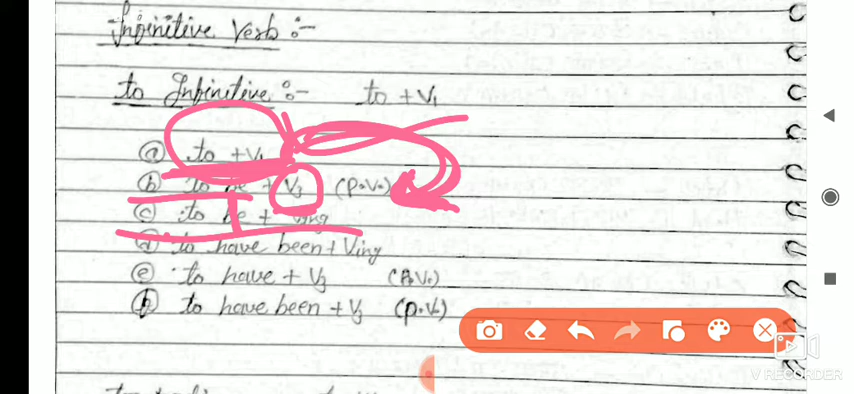 Infinitive Verb :-
to Infinitive :- to + V1
(a) to + V1
(b) to be + V3 (P.V.)
(c) to be + Ving
(d) to have been + Ving
(e) to have + V3 (A.V.)
(f) to have been + V3 (P.V.)
V RECORDER